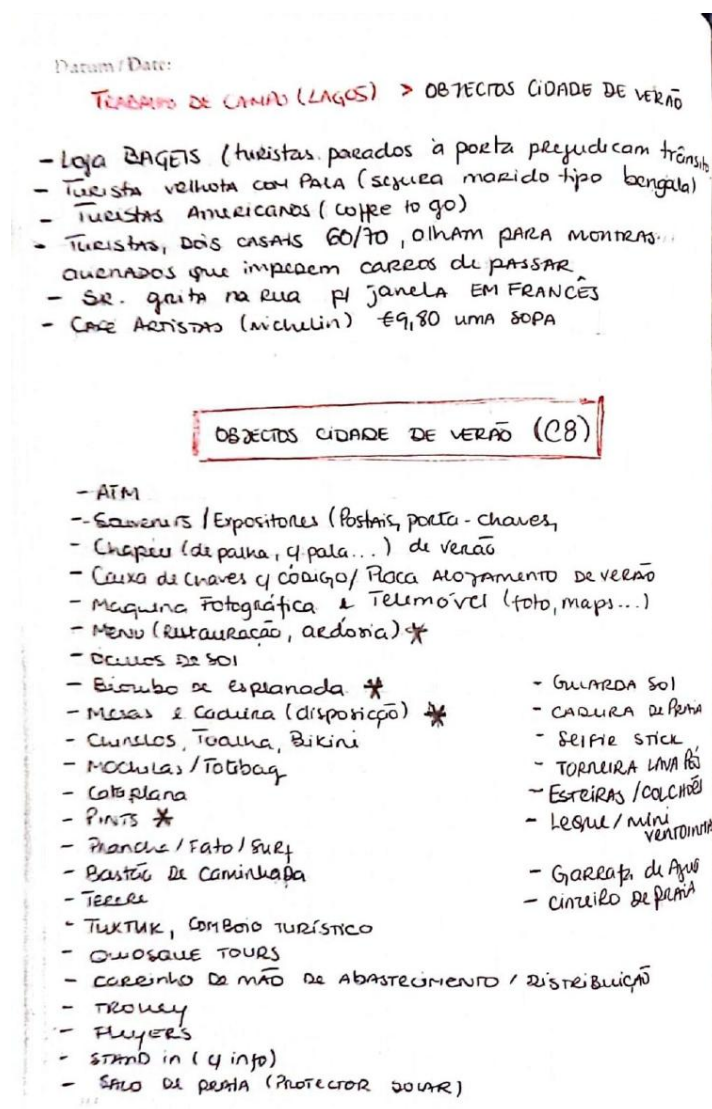 Datum/Date:
TRABALHO DE CAMPO (LAGOS) > OBJECTOS CIDADE DE VERÃO
- Loja BAGELS (turistas parados à porta prejudicam trânsito
- Turista velhota COM PALA (segura marido tipo bengala)
- Turistas Americanos (coffee to go)
- Turistas, DOIS CASAIS 60/70, olham PARA MONTRAS...
que impedem carros de passar
- SR. grita na rua p/ janela EM FRANCÊS
- CAFÉ ARTISTAS (Michelin) €9,80 UMA SOPA
OBJECTOS CIDADE DE VERÃO (C8)
- ATM
-- Souvenirs / Expositores (Postais, porta-chaves,
- Chapéu (de palha, c/ pala...) de verão
- Caixa de chaves c/ CÓDIGO / Placa ALOJAMENTO DE VERÃO
- Maquina Fotográfica e Telemóvel (foto, maps...)
- MENU (Restauração, ardósia) *
- ÓCULOS DE SOL
- Biombo de esplanada *
- Mesas e Cadeira (disposicção) *
- Chinelos, Toalha, Bikini
- Mochilas / Totebag
- Cataplana
- PINTS *
- Prancha / Fato / SURF
- Bastão de Caminhada
- TERERE
- TUKTUK, COMBOIO TURÍSTICO
- QUIOSQUE TOURS
- CARRINHO DE MÃO DE ABASTECIMENTO / DISTRIBUIÇÃO
- TROLLEY
- FLYERS
- STAND in (c/ info)
- SACO DE PRAIA (PROTECTOR SOLAR)
- GUARDA SOL
- CADEIRA DE PRAIA
- SELFIE STICK
- TORNEIRA LAVA PÉS
- ESTEIRAS / COLCHÕES
- Leque / mini
VENTOINHA
- Garrafa de Água
- CINZEIRO DE PRAIA